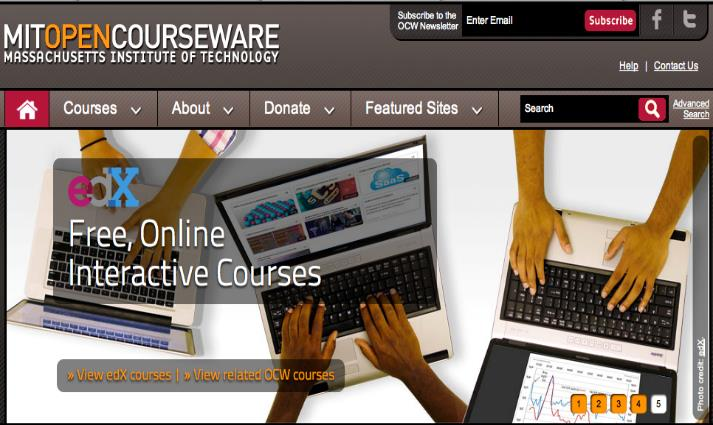 Subscribe to the
OCW Newsletter
Enter Email
Subscribe
MITOPENCOURSEWARE
MASSACHUSETTS INSTITUTE OF TECHNOLOGY
Help | Contact Us
Courses
About
Donate
Featured Sites
Search
Advanced
Search
edX
Free, Online
Interactive Courses
SaaS
» View edX courses | » View related OCW courses
1 2 3 4 5
Photo credit: edX